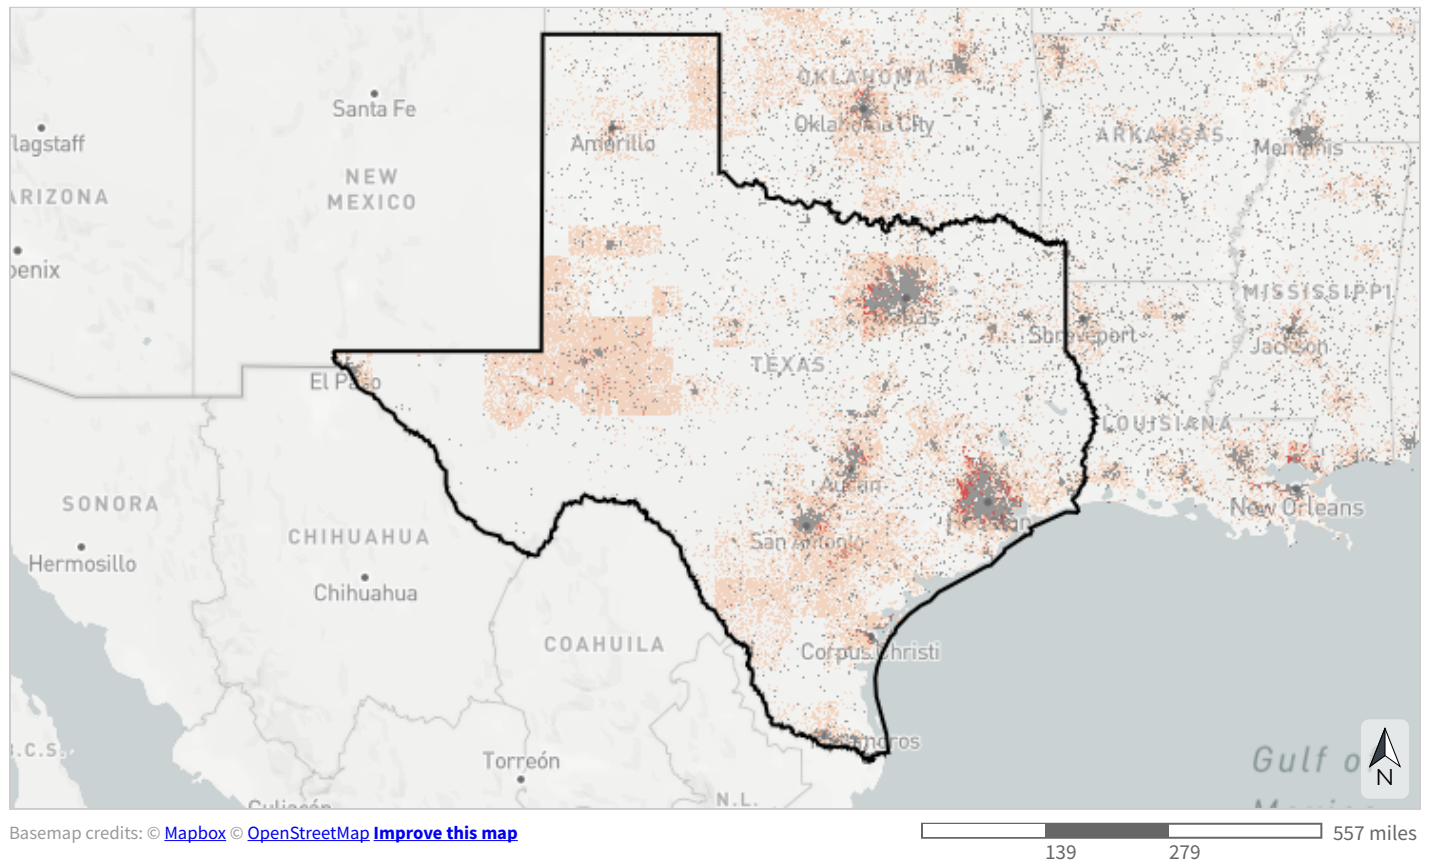 OKLAHOMA
Santa Fe
Oklahoma City
lagstaff
Amarillo
ARKANSAS
Memphis
NEW
MEXICO
ARIZONA
oenix
MISSISSIPPI
Shreveport
Jackson
TEXAS
El Paso
LOUISIANA
Austin
SONORA
New Orleans
CHIHUAHUA
San Antonio
Hermosillo
Chihuahua
COAHUILA
Corpus Christi
B.C.S.
Torreón
Gulf o
N
N.L.
Culiacán
Basemap credits: © Mapbox © OpenStreetMap Improve this map
557 miles
139 279